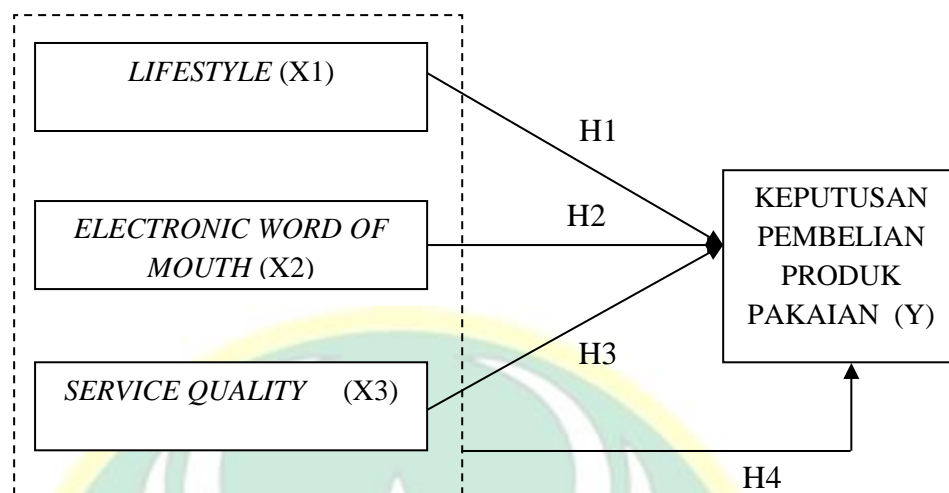 LIFESTYLE (X1)
H1
ELECTRONIC WORD OF
MOUTH (X2)
H2
KEPUTUSAN
PEMBELIAN
PRODUK
PAKAIAN (Y)
SERVICE QUALITY (X3)
H3
H4